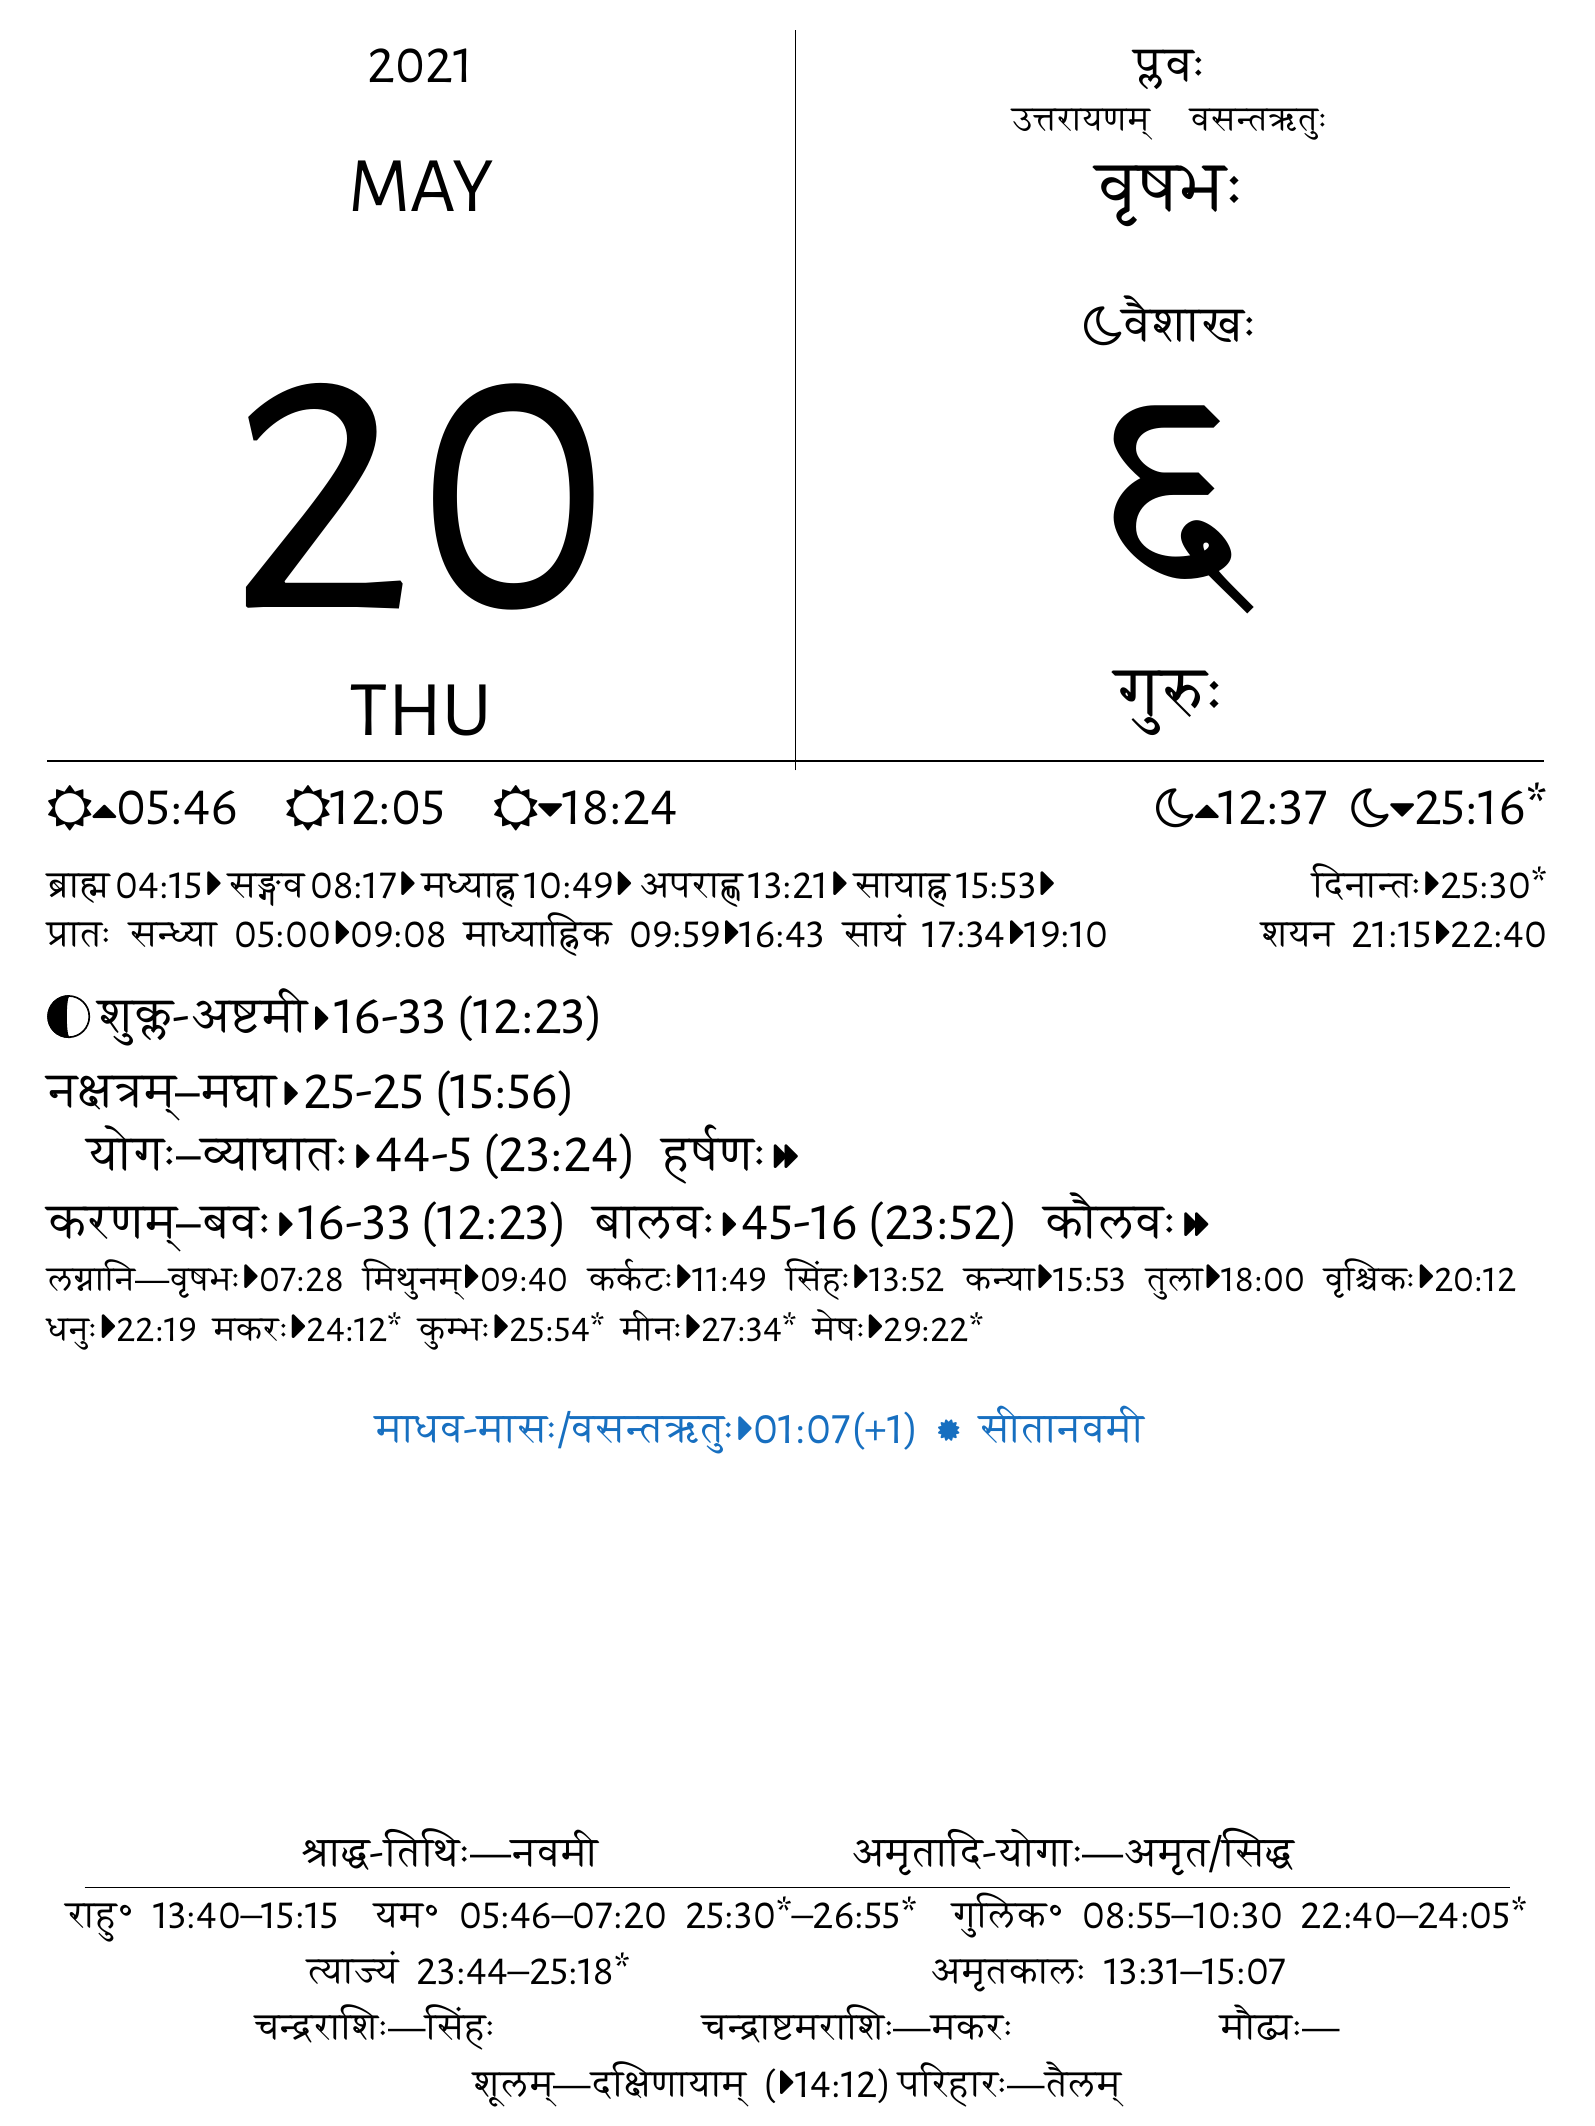 2021
MAY
20
THU
प्लवः
उत्तरायणम् वसन्तऋतुः
वृषभः
वैशाखः
६
गुरुः
05:46 12:05 18:24 12:37 25:16*
ब्राह्म 04:15 सङ्गव 08:17 मध्याह्न 10:49 अपराह्ण 13:21 सायाह्न 15:53 दिनान्तः 25:30*
प्रातः सन्ध्या 05:00 09:08 माध्याह्निक 09:59 16:43 सायं 17:34 19:10 शयन 21:15 22:40
शुक्ल-अष्टमी 16-33 (12:23)
नक्षत्रम्–मघा 25-25 (15:56)
योगः–व्याघातः 44-5 (23:24) हर्षणः
करणम्–बवः 16-33 (12:23) बालवः 45-16 (23:52) कौलवः
लग्नानि—वृषभः 07:28 मिथुनम् 09:40 कर्कटः 11:49 सिंहः 13:52 कन्या 15:53 तुला 18:00 वृश्चिकः 20:12
धनुः 22:19 मकरः 24:12* कुम्भः 25:54* मीनः 27:34* मेषः 29:22*
माधव-मासः/वसन्तऋतुः 01:07(+1) सीतानवमी
श्राद्ध-तिथिः—नवमी अमृतादि-योगाः—अमृत/सिद्ध
राहु॰ 13:40–15:15 यम॰ 05:46–07:20 25:30*–26:55* गुलिक॰ 08:55–10:30 22:40–24:05*
त्याज्यं 23:44–25:18* अमृतकालः 13:31–15:07
चन्द्रराशिः—सिंहः चन्द्राष्टमराशिः—मकरः मौढ्यः—
शूलम्—दक्षिणायाम् (14:12) परिहारः—तैलम्